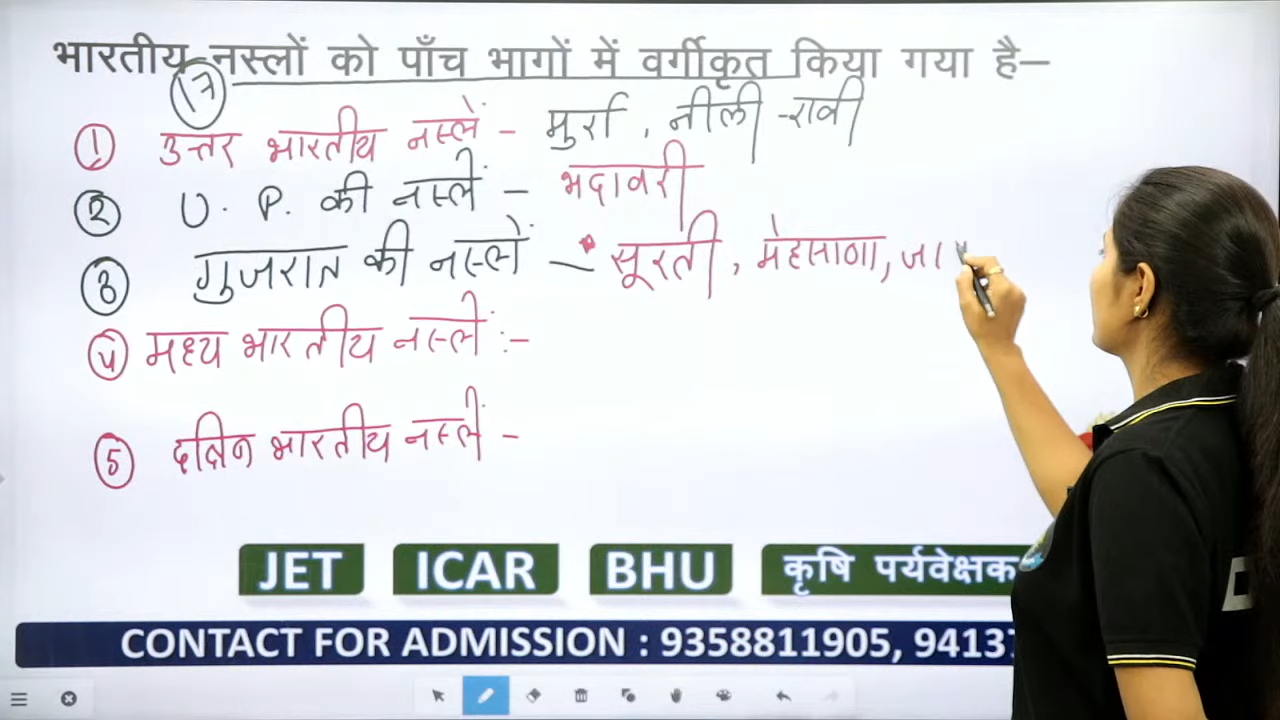 भारतीय नस्लों को पाँच भागों में वर्गीकृत किया गया है–
17
① उत्तर भारतीय नस्लें - मुर्रा, नीली-रावी
② U.P. की नस्लें - भदावरी
③ गुजरात की नस्लें - सूरती, मेहसाणा, जा
④ मध्य भारतीय नस्लें :-
⑤ दक्षिन भारतीय नस्लें -
JET ICAR BHU कृषि पर्यवेक्षक
CONTACT FOR ADMISSION : 9358811905, 9413